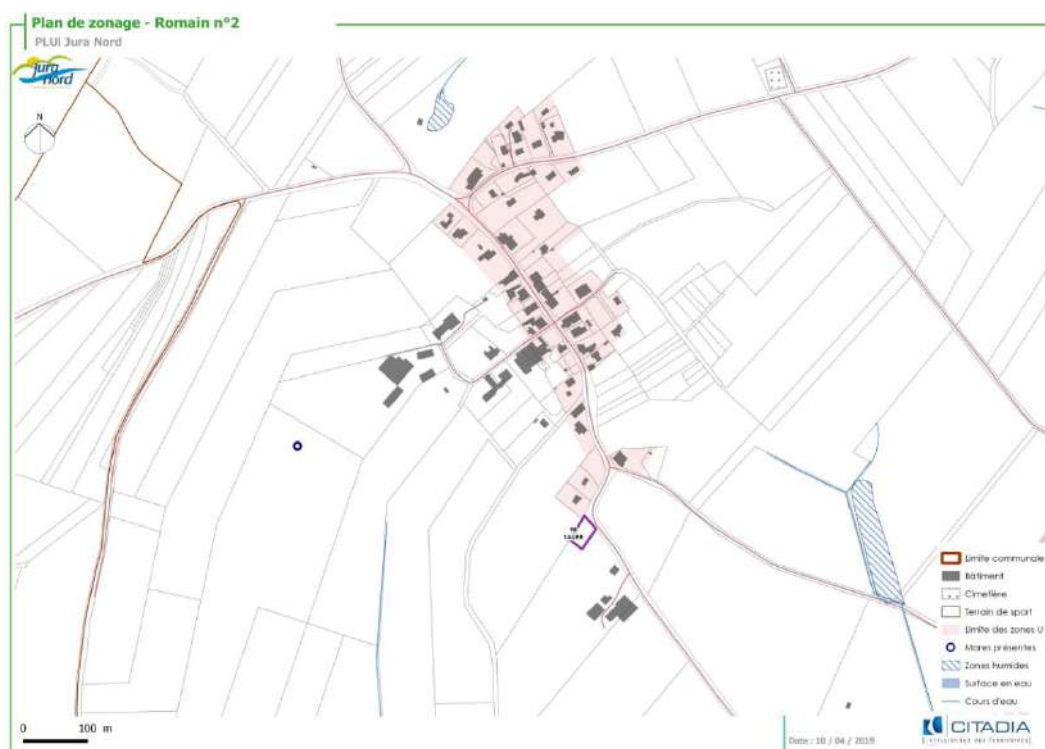 Plan de zonage - Romain n°2
PLUi Jura Nord
Jura
nord
N
Limite communale
Bâtiment
Cimetière
Terrain de sport
Limite des zones U
Mares présentes
Zones humides
Surface en eau
Cours d'eau
0 100 m
Date : 10 / 04 / 2019
CITADIA